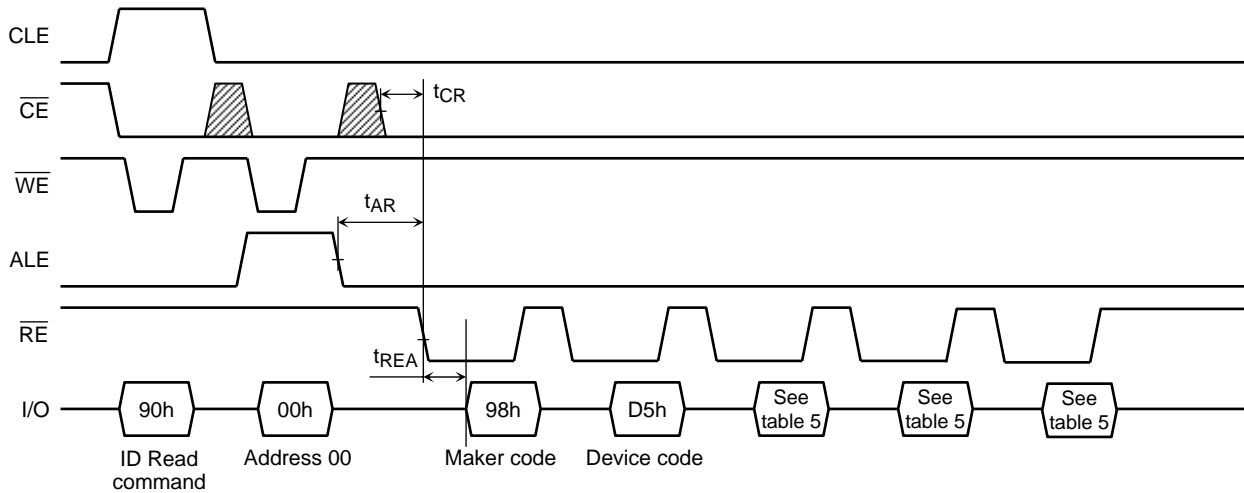 CLE
CE
tCR
WE
tAR
ALE
RE
tREA
I/O
90h
00h
98h
D5h
See
table 5
See
table 5
See
table 5
ID Read
command
Address 00
Maker code
Device code